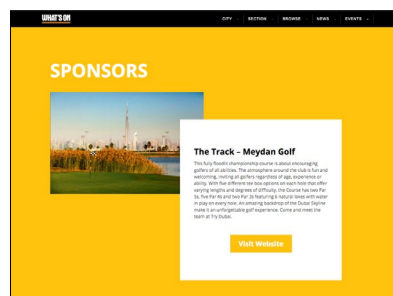 WHAT'S ON
CITY
SECTION
BROWSE
NEWS
EVENTS
SPONSORS
The Track – Meydan Golf
This fully floodlit championship course is about encouraging
golfers of all abilities. The atmosphere around the club is fun and
welcoming, inviting all golfers regardless of age, experience or
ability. With five different tee box options on each hole that offer
varying lengths and degrees of difficulty, the Course has two Par
5s, five Par 4s and two Par 3s featuring 6 natural lakes with water
in play on every hole. An amazing backdrop of the Dubai Skyline
make it an unforgettable golf experience. Come and meet the
team at Try Dubai.
Visit Website